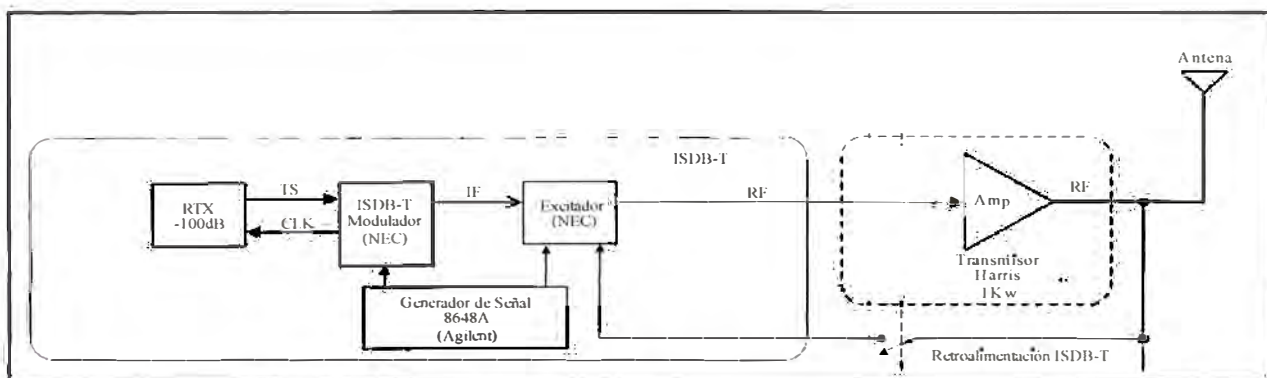 Antena
ISDB-T
RTX
-100dB
TS
CLK
ISDB-T
Modulador
(NEC)
IF
Excitador
(NEC)
RF
Amp
RF
Transmisor
Harris
1Kw
Generador de Señal
8648A
(Agilent)
Retroalimentación ISDB-T